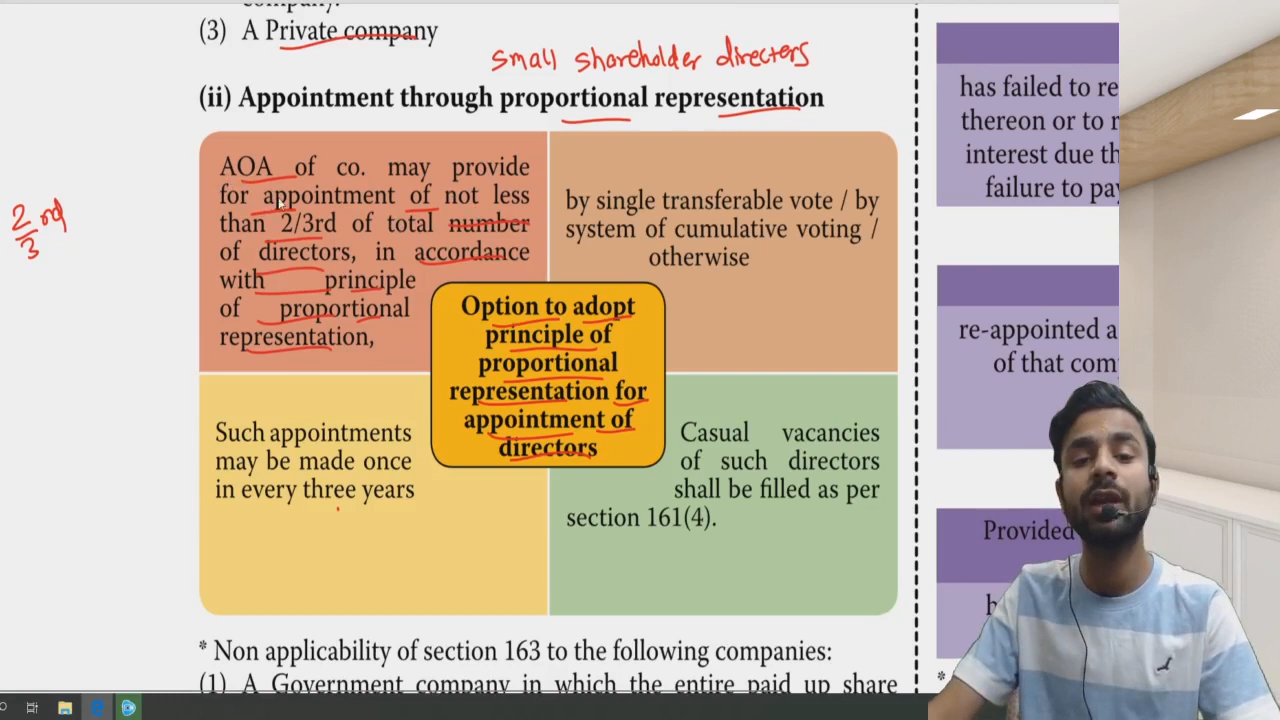 (3) A Private company
small shareholder directers
(ii) Appointment through proportional representation
2/3 rd
AOA of co. may provide
for appointment of not less
than 2/3rd of total number
of directors, in accordance
with principle
of proportional
representation,
by single transferable vote / by
system of cumulative voting /
otherwise
Option to adopt
principle of
proportional
representation for
appointment of
directors
Such appointments
may be made once
in every three years
Casual vacancies
of such directors
shall be filled as per
section 161(4).
* Non applicability of section 163 to the following companies:
(1) A Government company in which the entire paid up share
has failed to re
thereon or to r
interest due th
failure to pay
re-appointed a
of that com
Provided
h
*